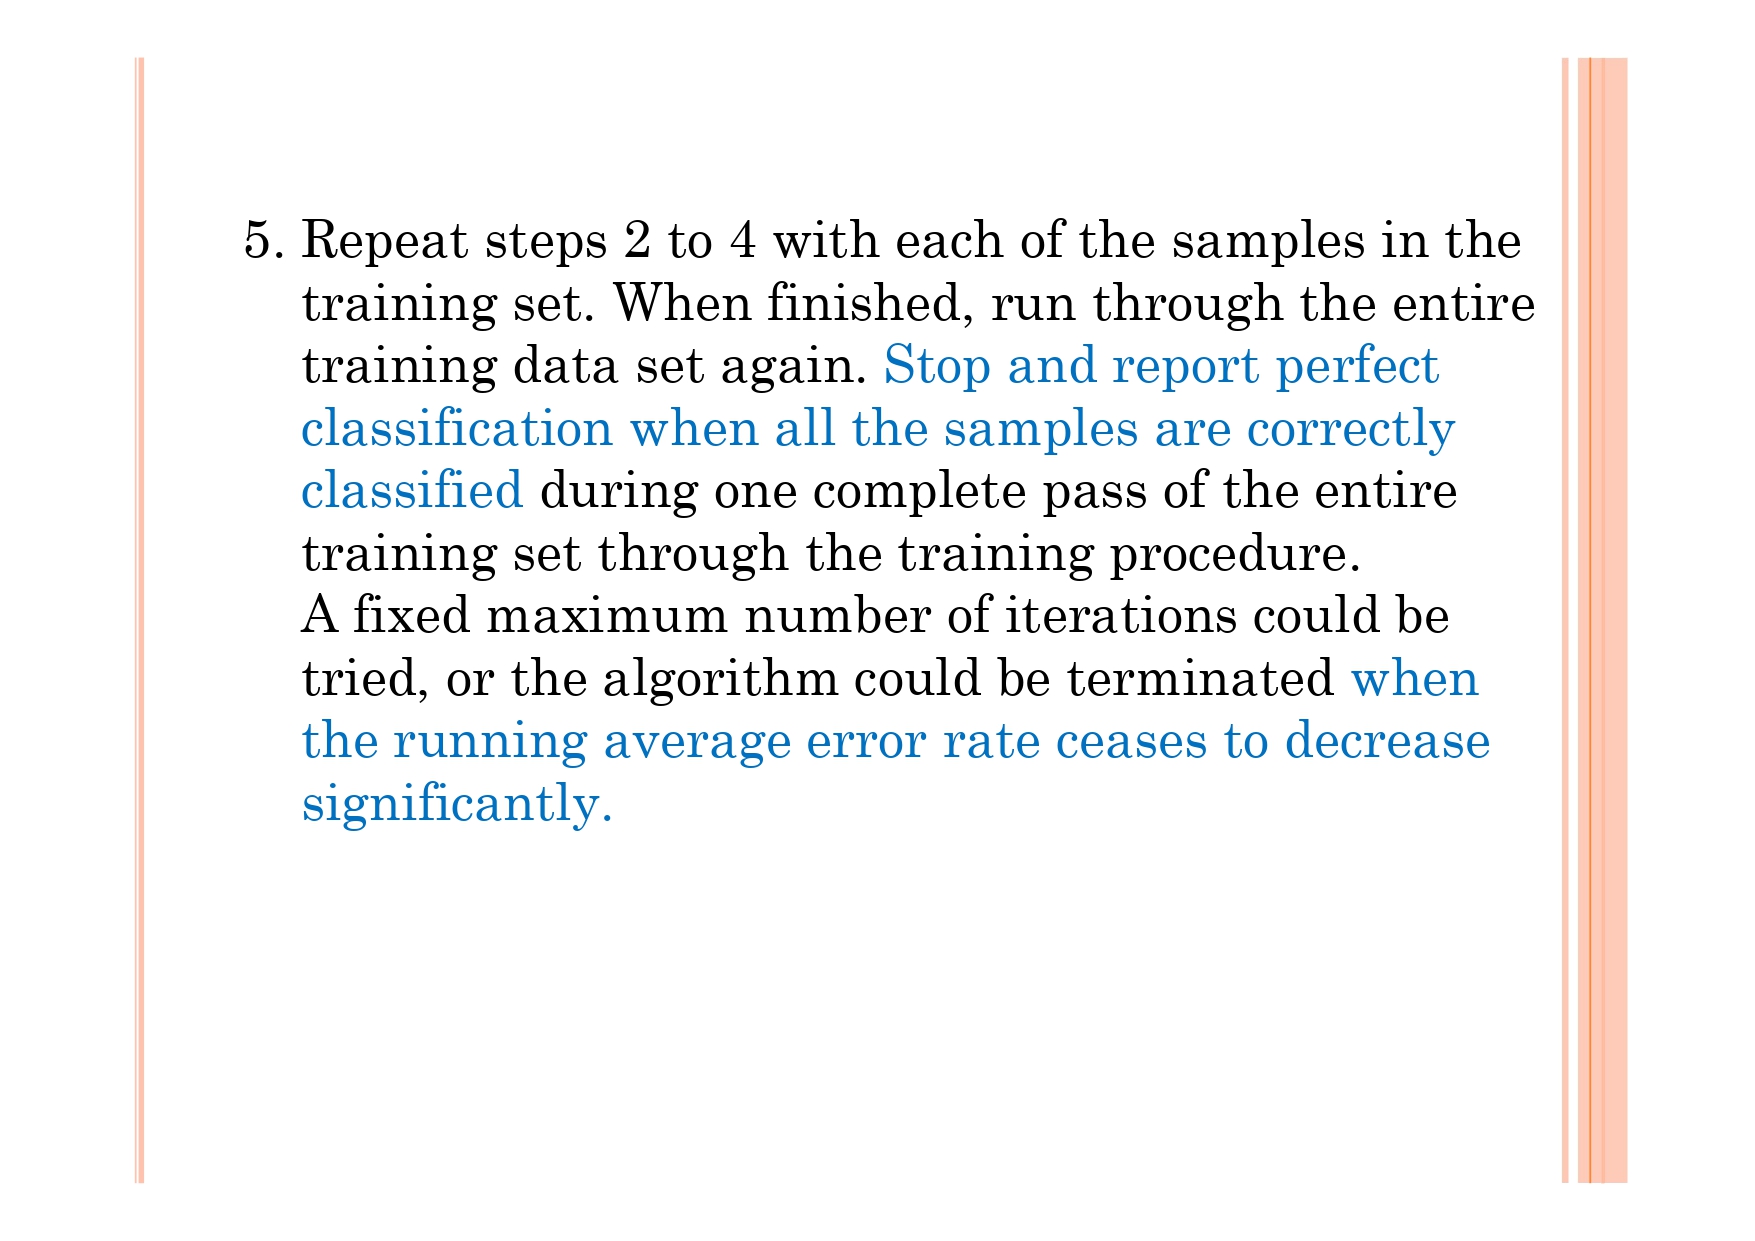 5. Repeat steps 2 to 4 with each of the samples in the
training set. When finished, run through the entire
training data set again. Stop and report perfect
classification when all the samples are correctly
classified during one complete pass of the entire
training set through the training procedure.
A fixed maximum number of iterations could be
tried, or the algorithm could be terminated when
the running average error rate ceases to decrease
significantly.